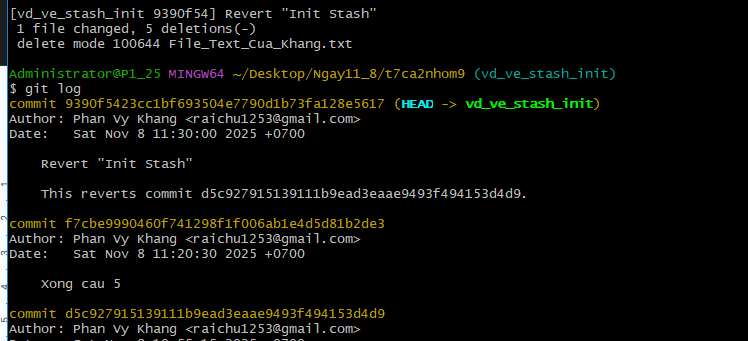 [vd_ve_stash_init 9390f54] Revert "Init Stash"
 1 file changed, 5 deletions(-)
 delete mode 100644 File_Text_Cua_Khang.txt

Administrator@P1_25 MINGW64 ~/Desktop/Ngay11_8/t7ca2nhom9 (vd_ve_stash_init)
$ git log
commit 9390f5423cc1bf693504e7790d1b73fa128e5617 (HEAD -> vd_ve_stash_init)
Author: Phan Vy Khang <raichu1253@gmail.com>
Date:   Sat Nov 8 11:30:00 2025 +0700

    Revert "Init Stash"

    This reverts commit d5c927915139111b9ead3eaae9493f494153d4d9.

commit f7cbe9990460f741298f1f006ab1e4d5d81b2de3
Author: Phan Vy Khang <raichu1253@gmail.com>
Date:   Sat Nov 8 11:20:30 2025 +0700

    Xong cau 5

commit d5c927915139111b9ead3eaae9493f494153d4d9
Author: Phan Vy Khang <raichu1253@gmail.com>